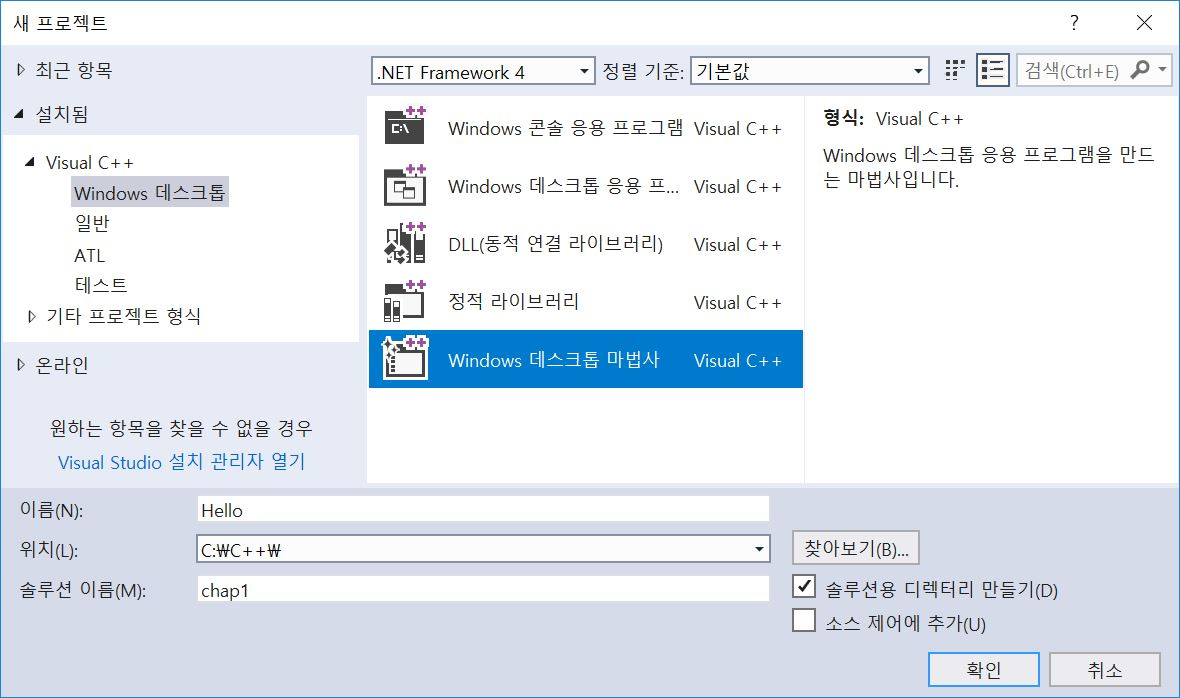 새 프로젝트
?
최근 항목
.NET Framework 4
정렬 기준:
기본값
검색(Ctrl+E)
설치됨
Visual C++
Windows 데스크톱
일반
ATL
테스트
기타 프로젝트 형식
온라인
원하는 항목을 찾을 수 없을 경우
Visual Studio 설치 관리자 열기
C:\
Windows 콘솔 응용 프로그램 Visual C++
Windows 데스크톱 응용 프... Visual C++
DLL(동적 연결 라이브러리) Visual C++
정적 라이브러리 Visual C++
Windows 데스크톱 마법사 Visual C++
형식: Visual C++
Windows 데스크톱 응용 프로그램을 만드
는 마법사입니다.
이름(N): Hello
위치(L): C:₩C++₩
찾아보기(B)...
솔루션 이름(M): chap1
솔루션용 디렉터리 만들기(D)
소스 제어에 추가(U)
확인
취소